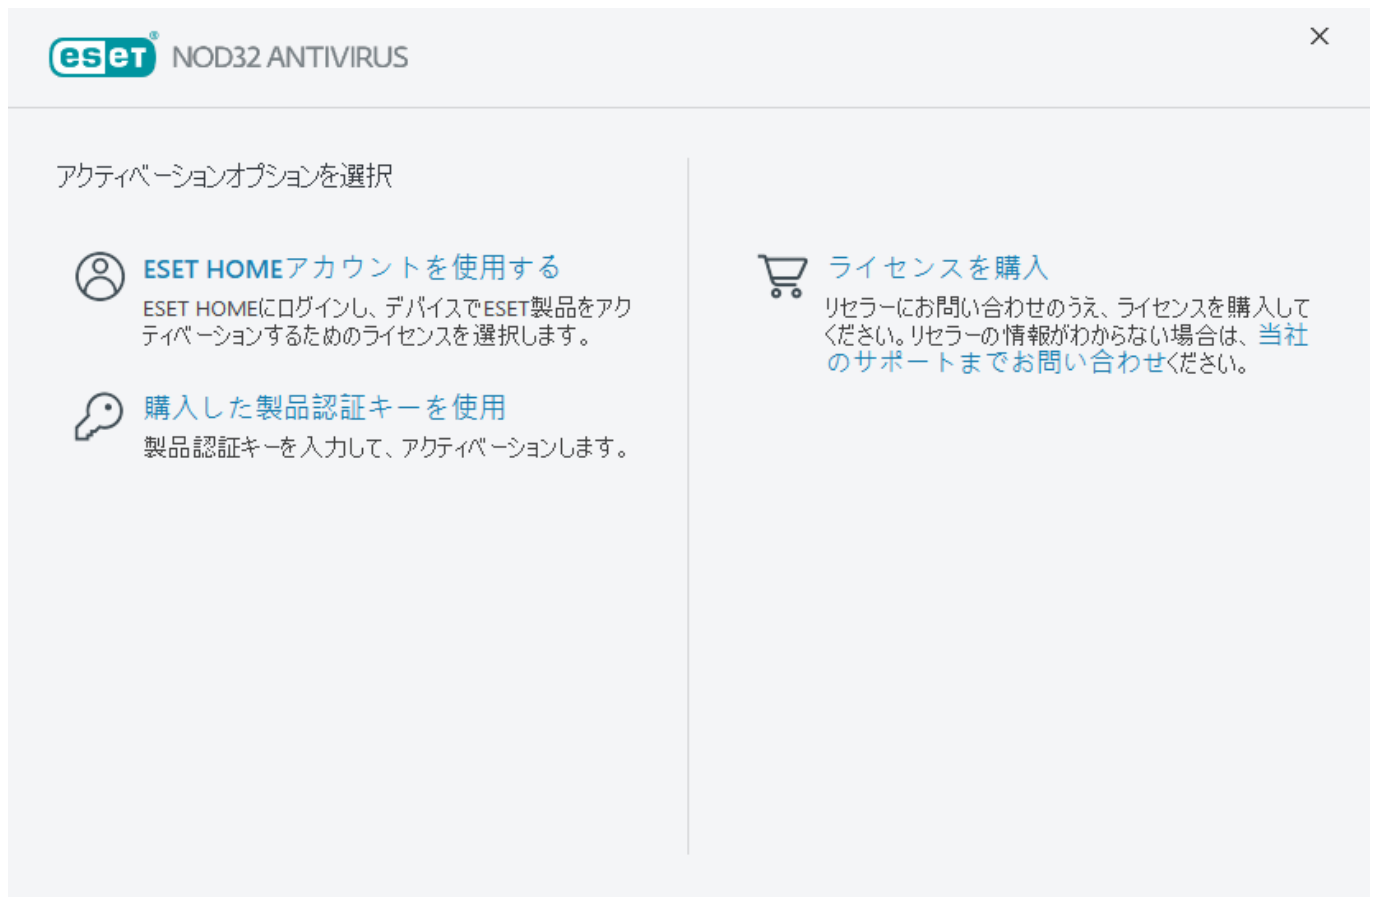 eset® NOD32 ANTIVIRUS
アクティベーションオプションを選択
ESET HOMEアカウントを使用する
ESET HOMEにログインし、デバイスでESET製品をアク
ティベーションするためのライセンスを選択します。
購入した製品認証キーを使用
製品認証キーを入力して、アクティベーションします。
ライセンスを購入
リセラーにお問い合わせのうえ、ライセンスを購入して
ください。リセラーの情報がわからない場合は、当社
のサポートまでお問い合わせください。